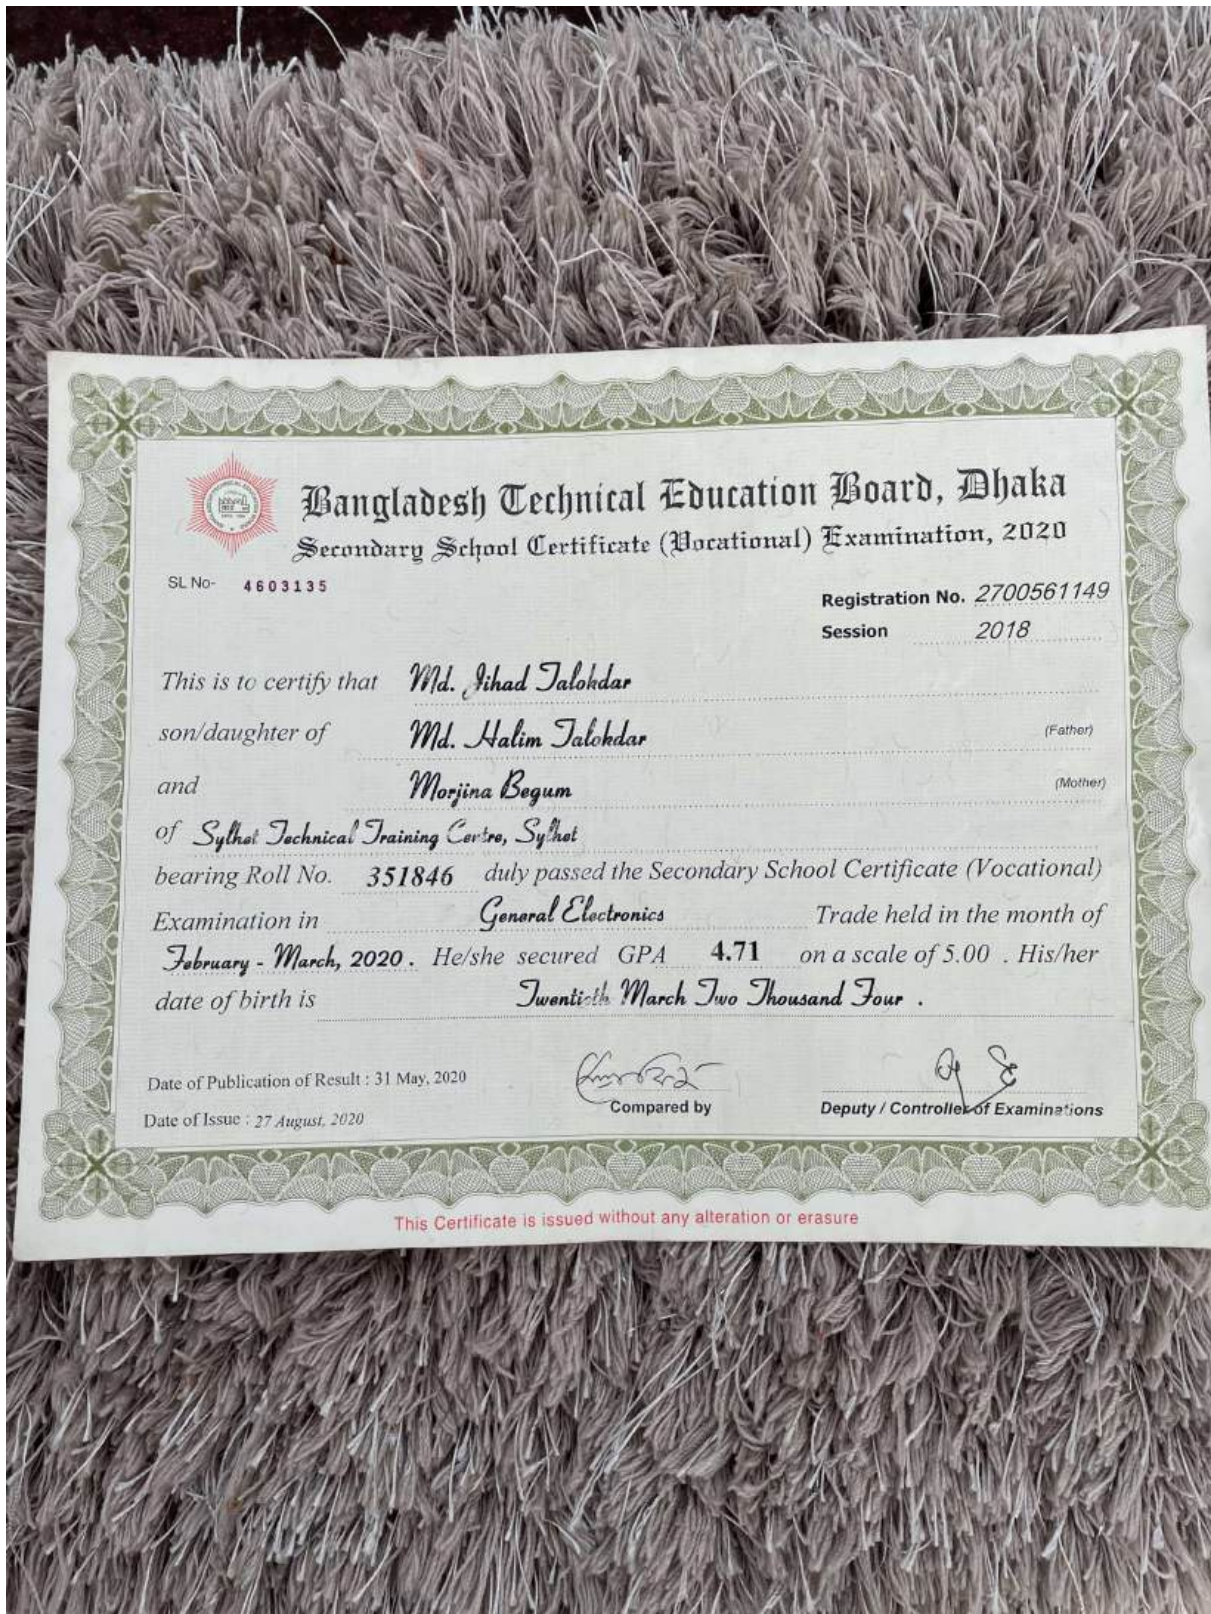 Bangladesh Technical Education Board, Dhaka
Secondary School Certificate (Vocational) Examination, 2020
SL No- 4603135
Registration No. 2700561149
Session 2018
This is to certify that Md. Jihad Talokdar
son/daughter of Md. Halim Talokdar (Father)
and Morjina Begum (Mother)
of Sylhet Technical Training Centre, Sylhet
bearing Roll No. 351846 duly passed the Secondary School Certificate (Vocational)
Examination in General Electronics Trade held in the month of
February - March, 2020. He/she secured GPA 4.71 on a scale of 5.00 . His/her
date of birth is Twentieth March Two Thousand Four .
Date of Publication of Result : 31 May, 2020
Compared by
Deputy / Controller of Examinations
Date of Issue : 27 August, 2020
This Certificate is issued without any alteration or erasure